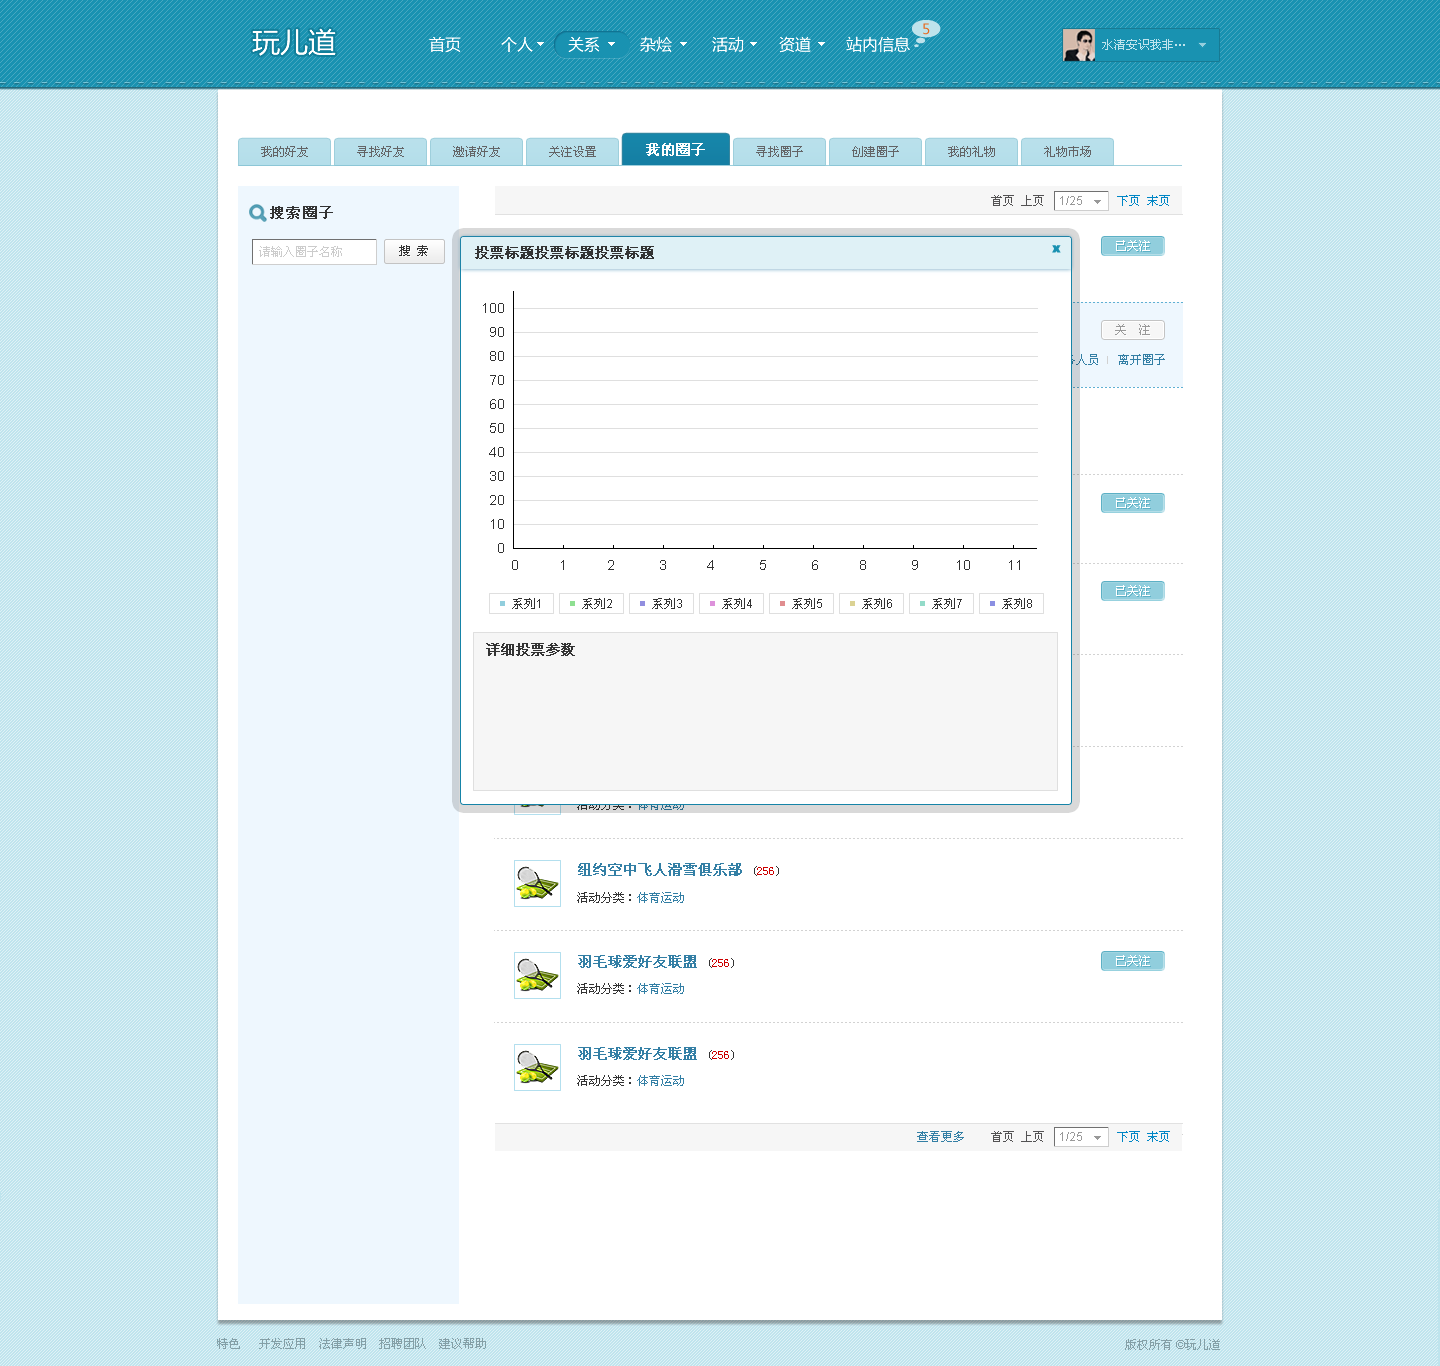 玩儿道 首页 个人 关系 杂烩 活动 资道 站内信息 5 水清安识我非…
我的好友 寻找好友 邀请好友 关注设置 我的圈子 寻找圈子 创建圈子 我的礼物 礼物市场
搜索圈子
请输入圈子名称 搜 索
首页 上页 1/25 下页 末页
已关注
关 注
人员 离开圈子
已关注
已关注
投票标题投票标题投票标题 x
100
90
80
70
60
50
40
30
20
10
0
0 1 2 3 4 5 6 8 9 10 11
系列1 系列2 系列3 系列4 系列5 系列6 系列7 系列8
详细投票参数
活动分类：体育运动
纽约空中飞人滑雪俱乐部 (256)
活动分类：体育运动
羽毛球爱好友联盟 (256) 已关注
活动分类：体育运动
羽毛球爱好友联盟 (256)
活动分类：体育运动
查看更多 首页 上页 1/25 下页 末页
特色 开发应用 法律声明 招聘团队 建议帮助 版权所有 ©玩儿道